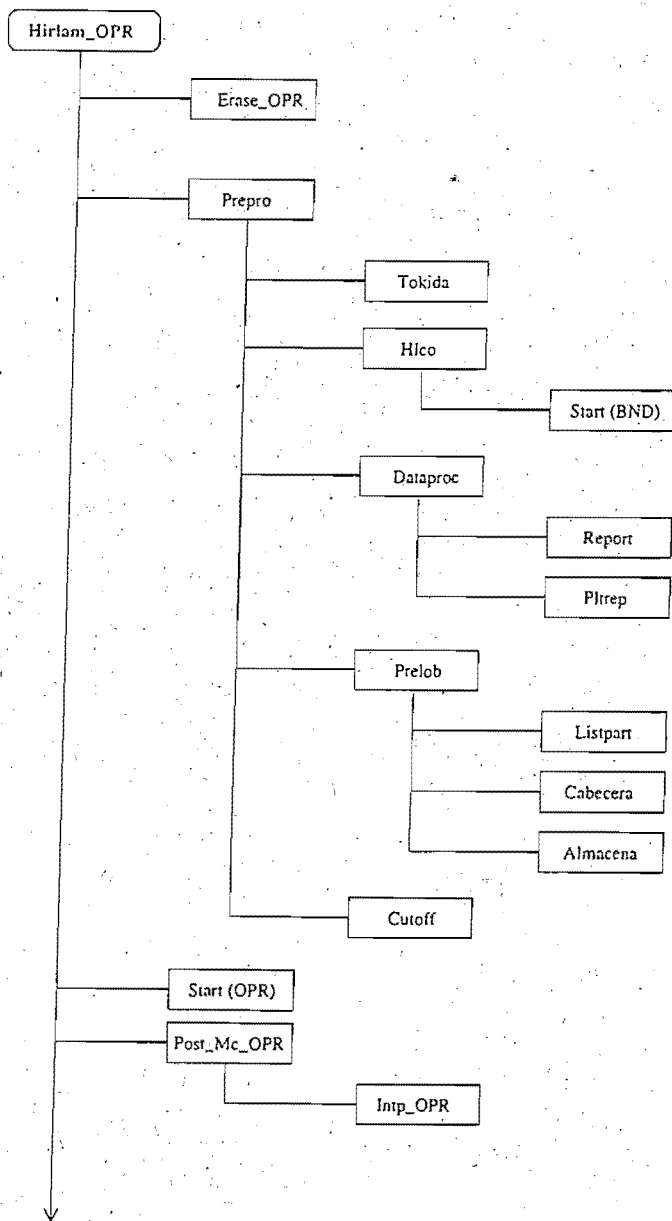 Hirlam_OPR
Erase_OPR
Prepro
Tokida
Hlco
Start (BND)
Dataproc
Report
Pltrep
Prelob
Listpart
Cabecera
Almacena
Cutoff
Start (OPR)
Post_Mc_OPR
Intp_OPR